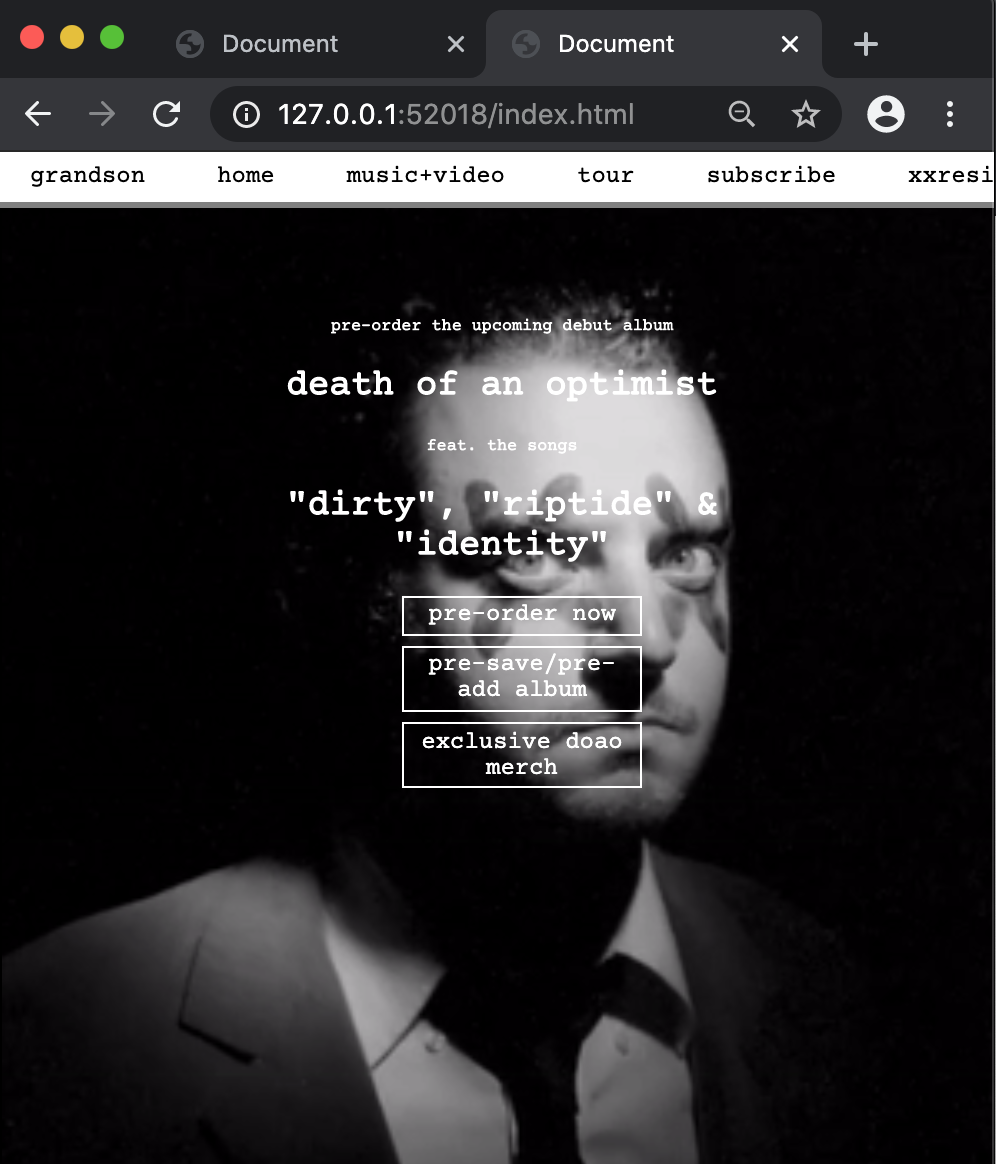 Document
Document
127.0.0.1:52018/index.html
grandson home music+video tour subscribe xxresi
pre-order the upcoming debut album
death of an optimist
feat. the songs
"dirty", "riptide" &
"identity"
pre-order now
pre-save/pre-
add album
exclusive doao
merch